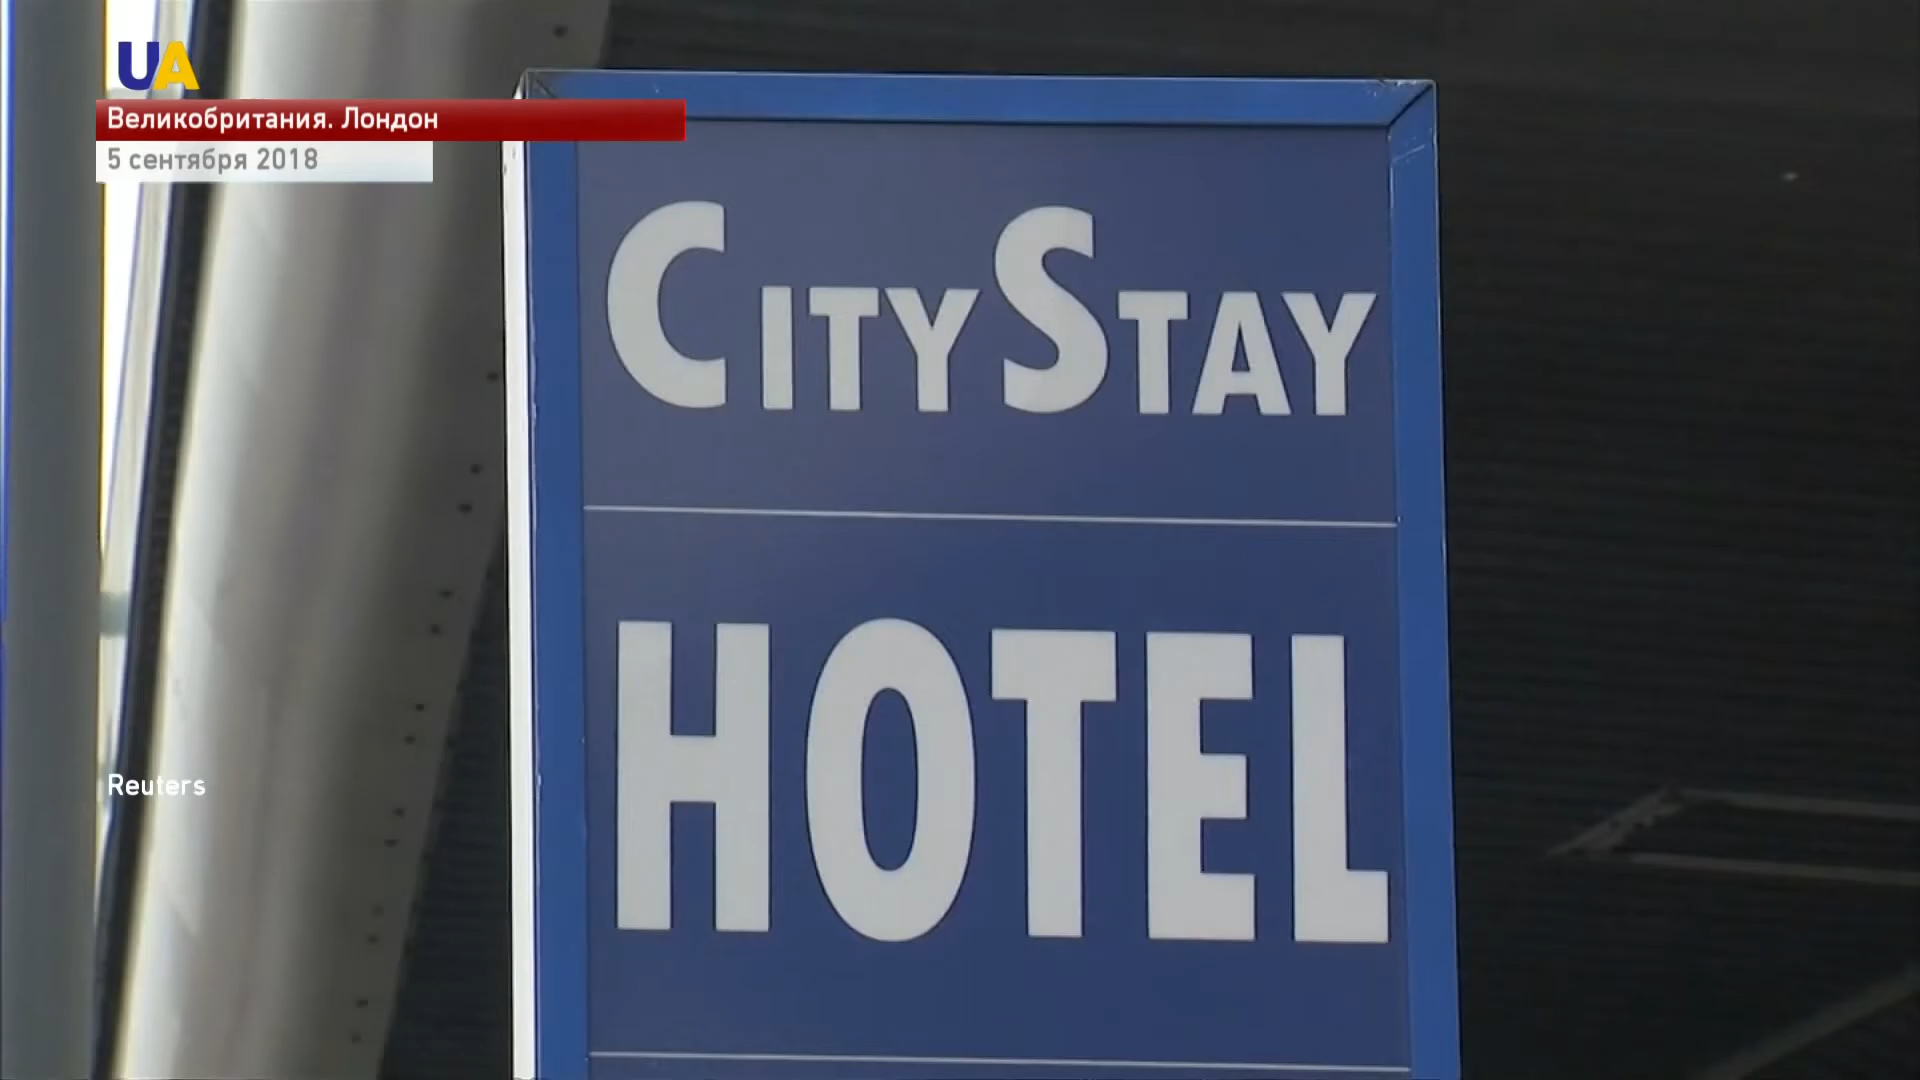 UA
Великобритания. Лондон
5 сентября 2018
CITYSTAY
HOTEL
Reuters